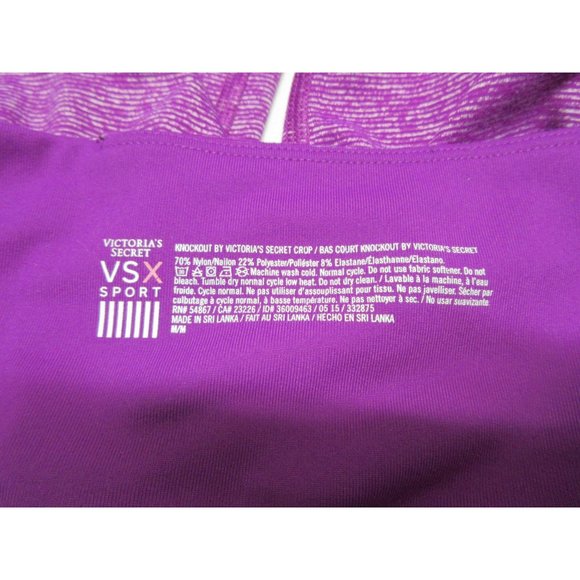 VICTORIA'S
SECRET
VSX
SPORT
KNOCKOUT BY VICTORIA'S SECRET CROP / BAS COURT KNOCKOUT BY VICTORIA'S SECRET
70% Nylon/Nailon 22% Polyester/Poliéster 8% Elastane/Elasthanne/Elastano.
Machine wash cold. Normal cycle. Do not use fabric softener. Do not
bleach. Tumble dry normal cycle low heat. Do not dry clean. / Lavable à la machine, à l'eau
froide. Cycle normal. Ne pas utiliser d'assouplissant pour tissu. Ne pas javelliser. Sécher par
culbutage à cycle normal, à basse température. Ne pas nettoyer à sec. / No usar suavizante
RN# 54867 / CA# 23226 / ID# 36009463 / 05 15 / 332875
MADE IN SRI LANKA / FAIT AU SRI LANKA / HECHO EN SRI LANKA
M/M